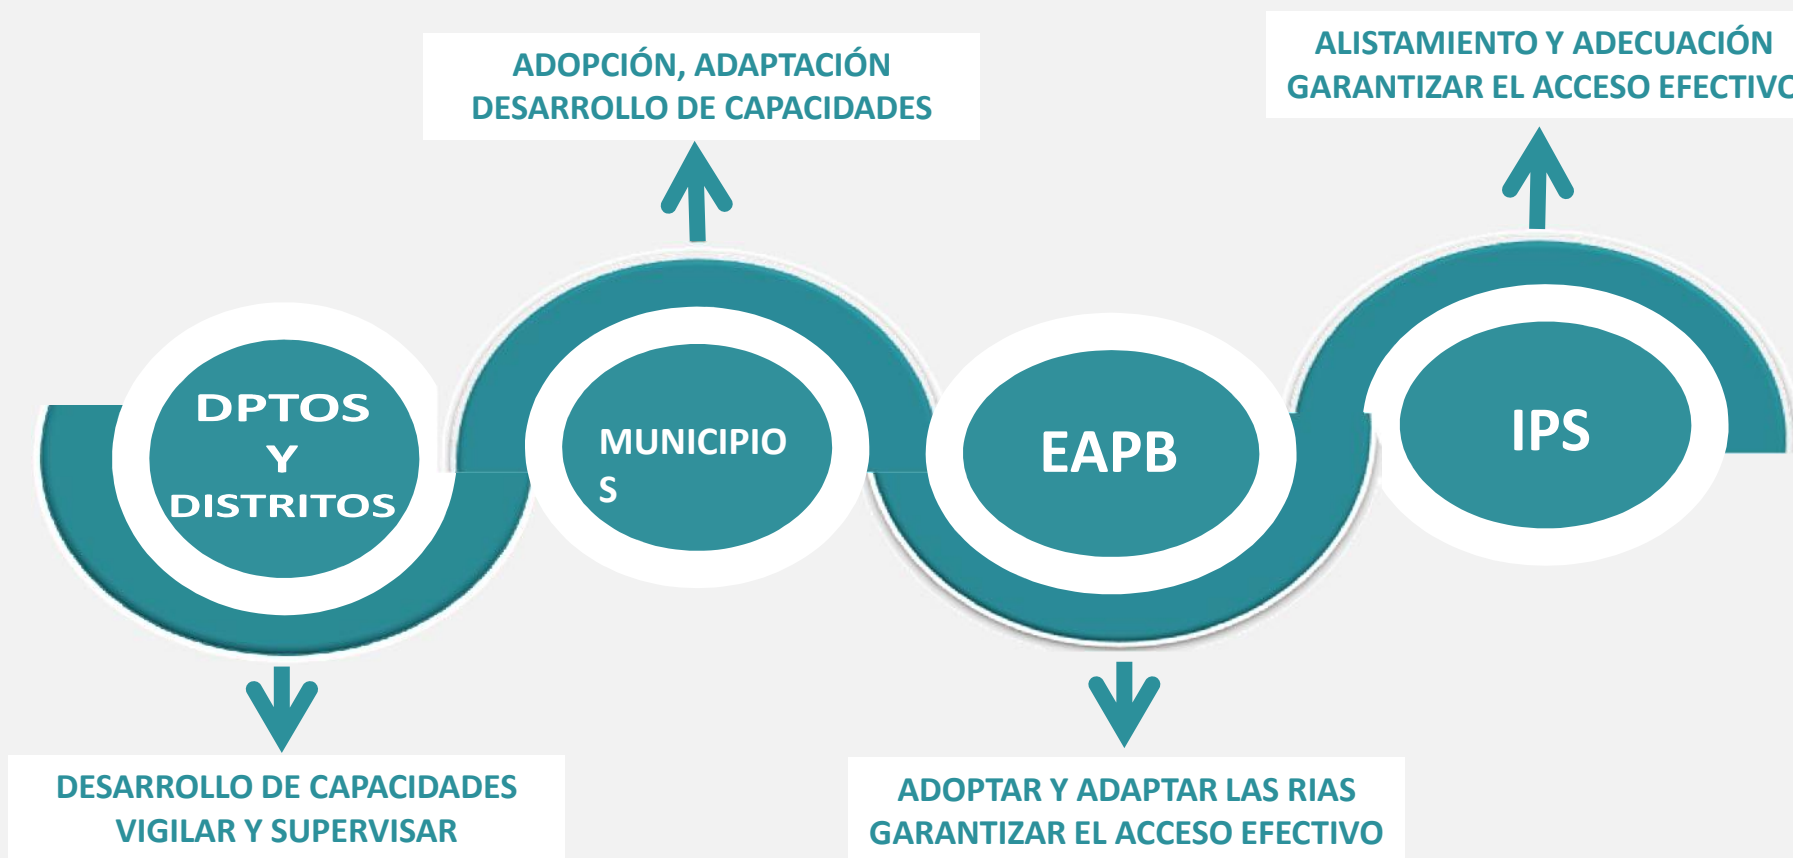 ADOPCIÓN, ADAPTACIÓN
DESARROLLO DE CAPACIDADES
ALISTAMIENTO Y ADECUACIÓN
GARANTIZAR EL ACCESO EFECTIVO
DPTOS
Y
DISTRITOS
MUNICIPIO
S
EAPB
IPS
DESARROLLO DE CAPACIDADES
VIGILAR Y SUPERVISAR
ADOPTAR Y ADAPTAR LAS RIAS
GARANTIZAR EL ACCESO EFECTIVO